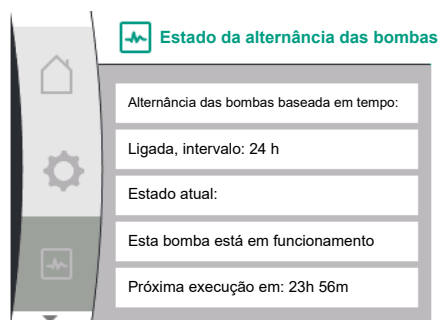 Estado da alternância das bombas
Alternância das bombas baseada em tempo:
Ligada, intervalo: 24 h
Estado atual:
Esta bomba está em funcionamento
Próxima execução em: 23h 56m